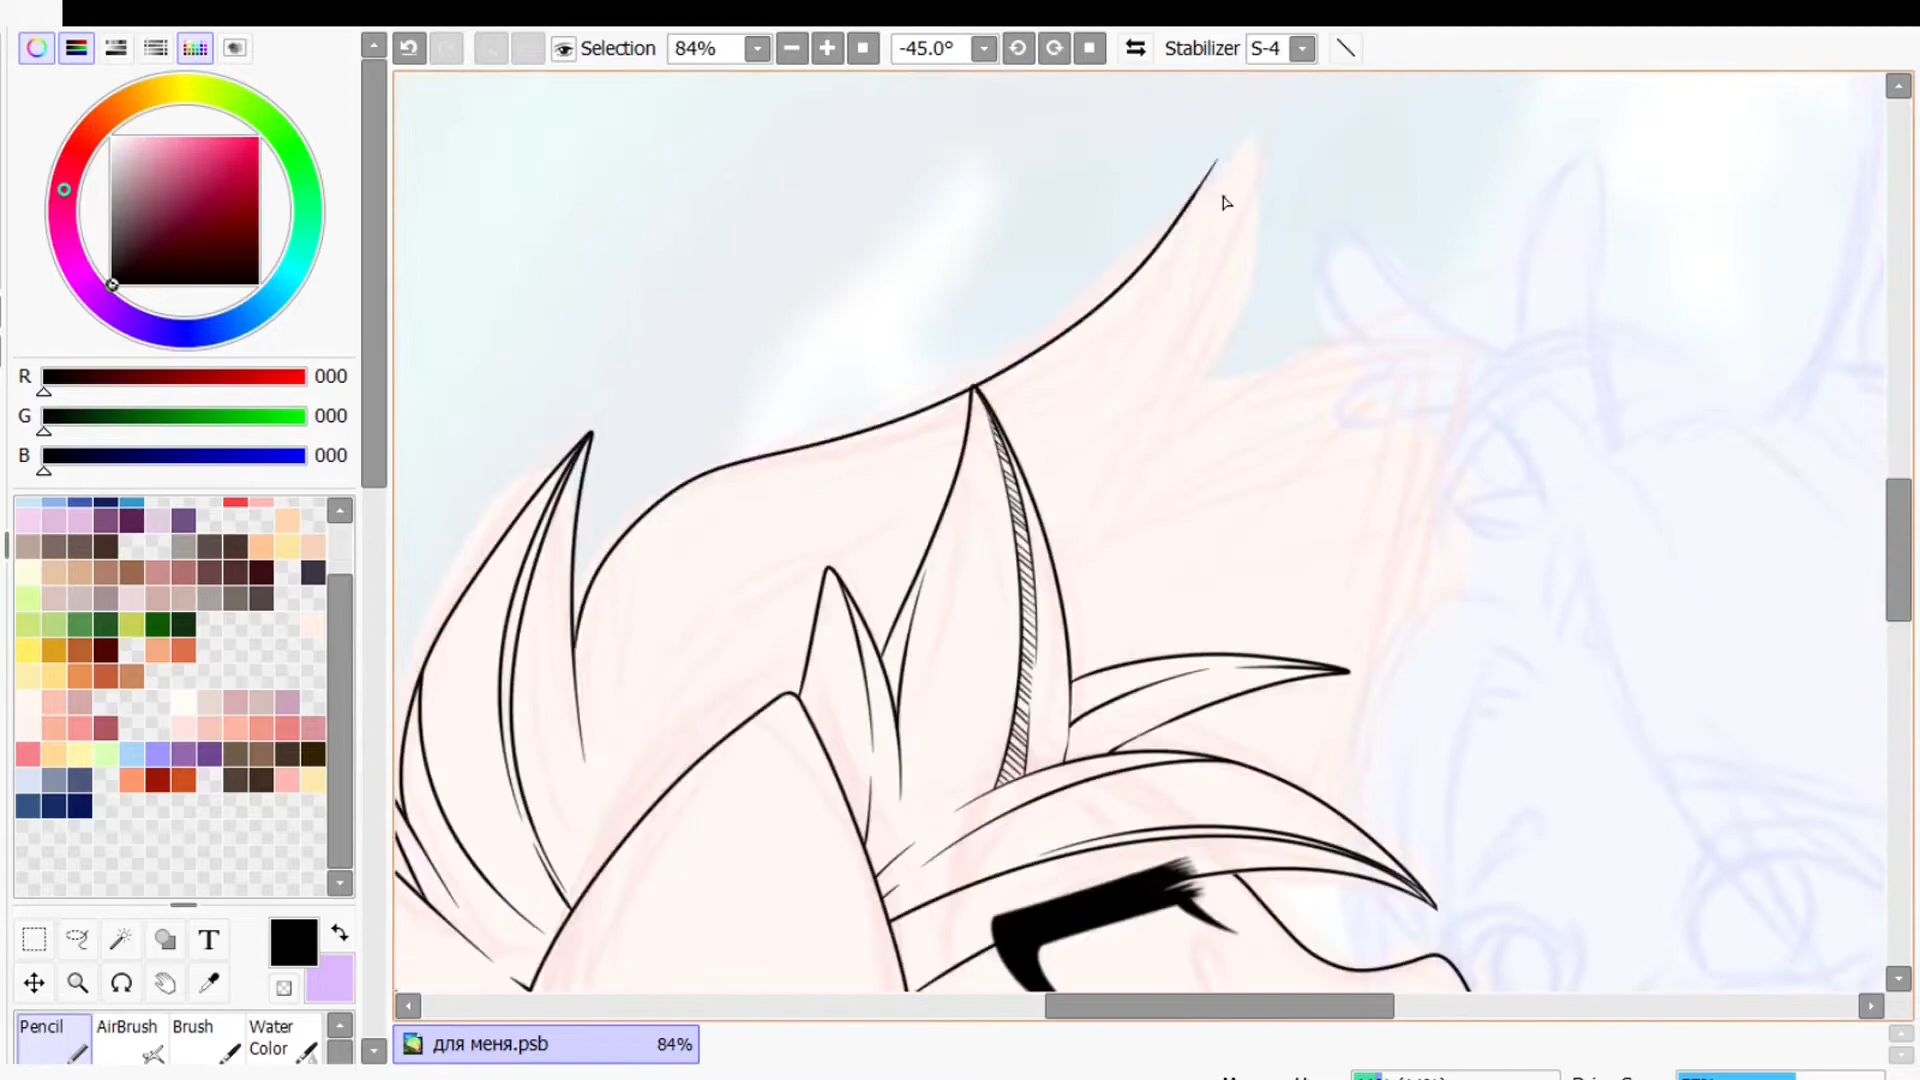 Selection 84% -45.0° Stabilizer S-4
R 000
G 000
B 000
T
Pencil AirBrush Brush Water Color
для меня.psb 84%